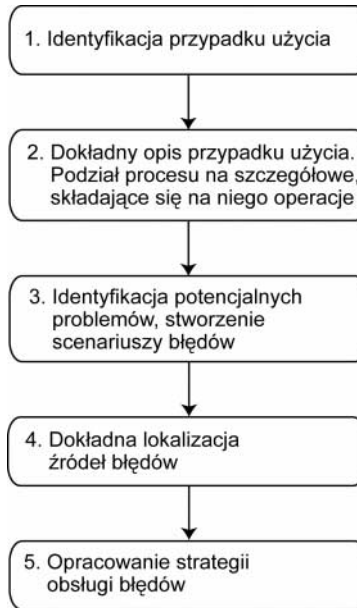 1. Identyfikacja przypadku użycia
2. Dokładny opis przypadku użycia.
Podział procesu na szczegółowe,
składające się na niego operacje
3. Identyfikacja potencjalnych
problemów, stworzenie
scenariuszy błędów
4. Dokładna lokalizacja
źródeł błędów
5. Opracowanie strategii
obsługi błędów